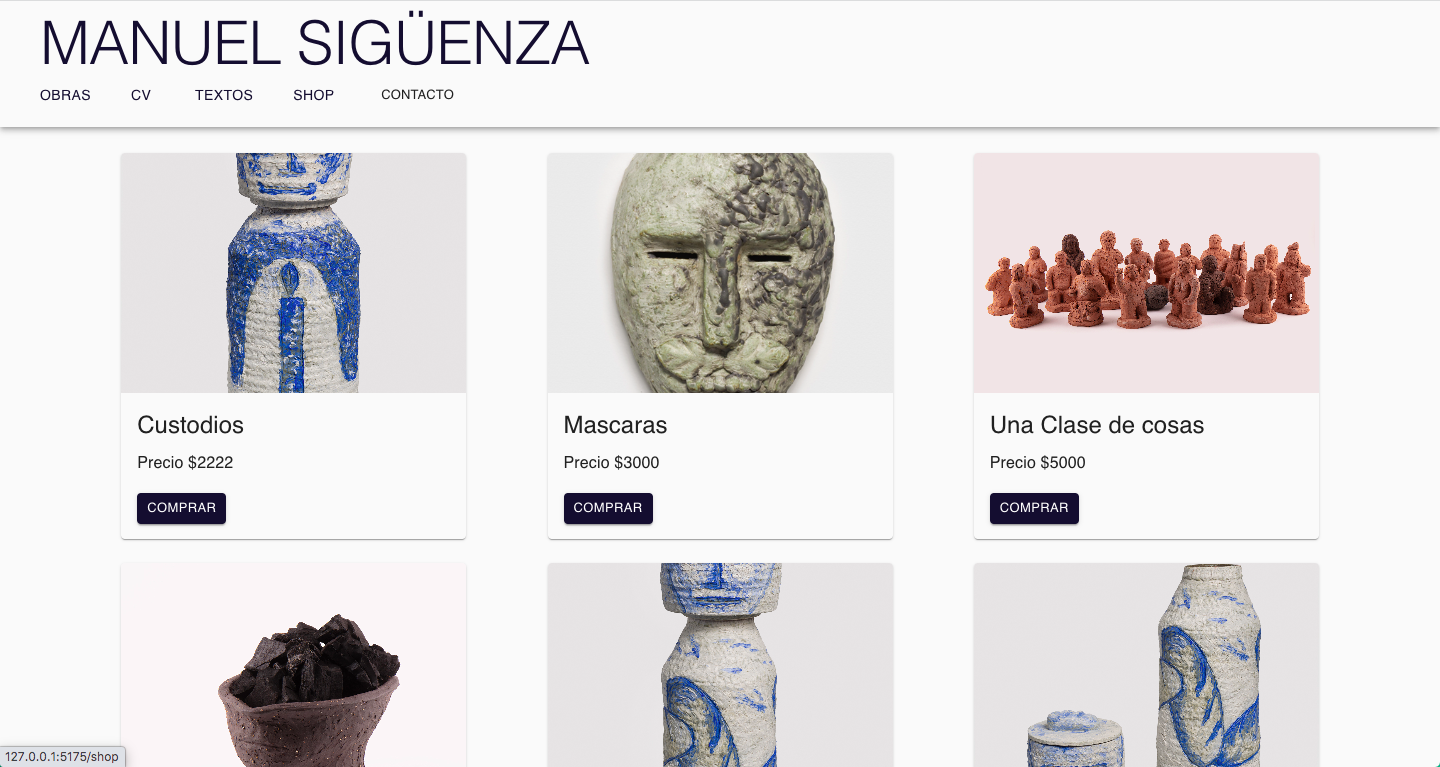 MANUEL SIGÜENZA
OBRAS CV TEXTOS SHOP CONTACTO
Custodios
Precio $2222
COMPRAR
Mascaras
Precio $3000
COMPRAR
Una Clase de cosas
Precio $5000
COMPRAR
127.0.0.1:5175/shop